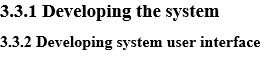 3.3.1 Developing the system
3.3.2 Developing system user interface